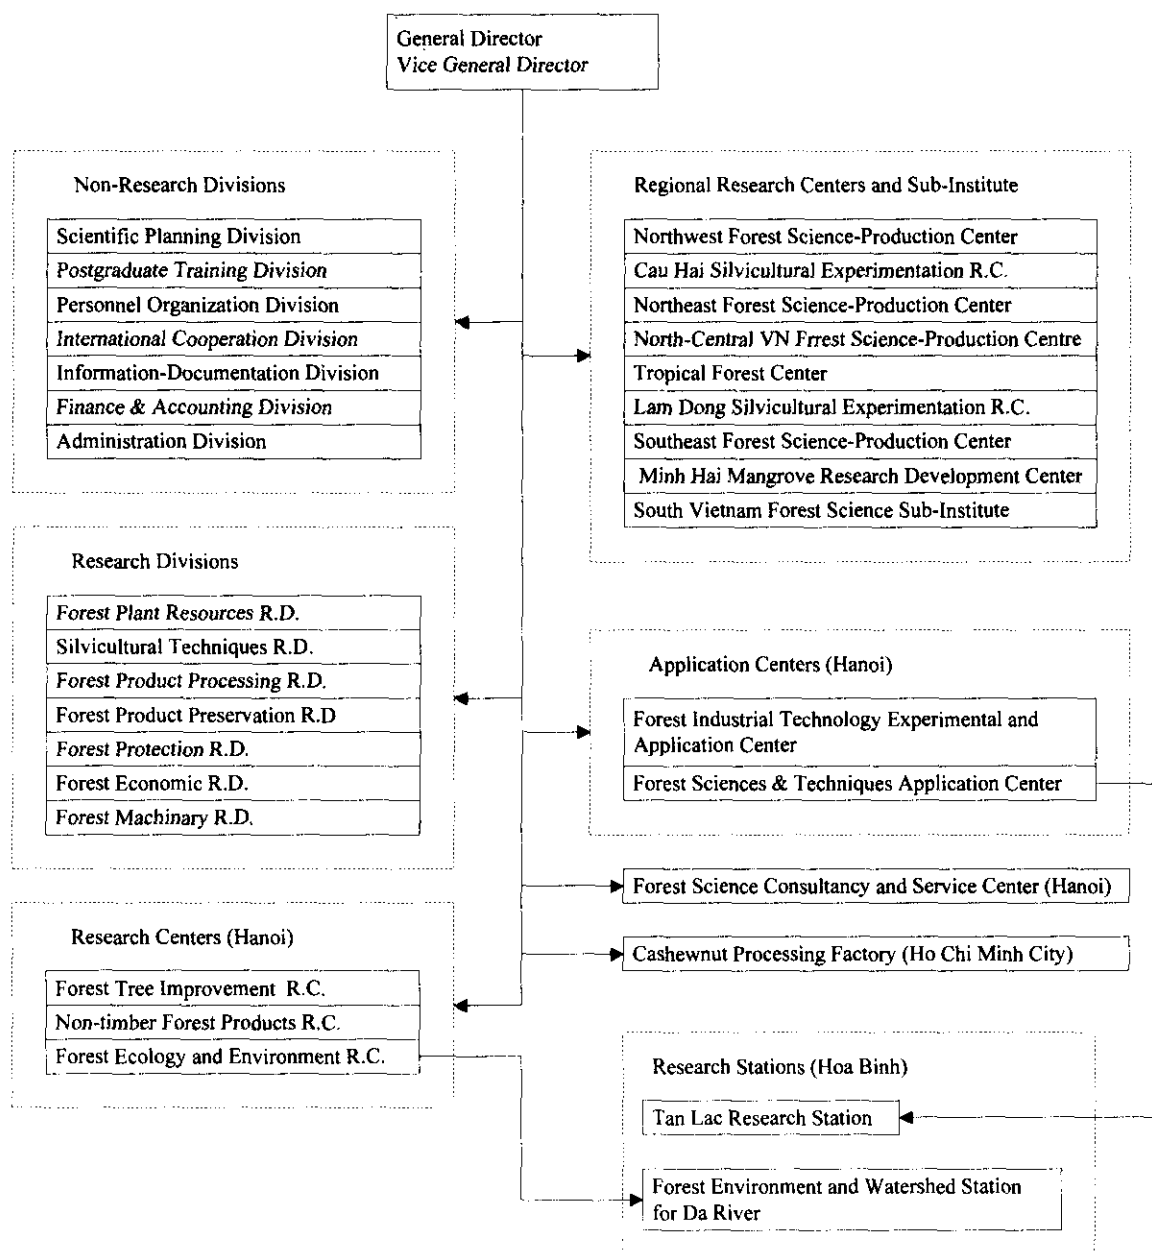 General Director
Vice General Director
Non-Research Divisions
Scientific Planning Division
Postgraduate Training Division
Personnel Organization Division
International Cooperation Division
Information-Documentation Division
Finance & Accounting Division
Administration Division
Regional Research Centers and Sub-Institute
Northwest Forest Science-Production Center
Cau Hai Silvicultural Experimentation R.C.
Northeast Forest Science-Production Center
North-Central VN Frrest Science-Production Centre
Tropical Forest Center
Lam Dong Silvicultural Experimentation R.C.
Southeast Forest Science-Production Center
Minh Hai Mangrove Research Development Center
South Vietnam Forest Science Sub-Institute
Research Divisions
Forest Plant Resources R.D.
Silvicultural Techniques R.D.
Forest Product Processing R.D.
Forest Product Preservation R.D
Forest Protection R.D.
Forest Economic R.D.
Forest Machinary R.D.
Application Centers (Hanoi)
Forest Industrial Technology Experimental and
Application Center
Forest Sciences & Techniques Application Center
Forest Science Consultancy and Service Center (Hanoi)
Cashewnut Processing Factory (Ho Chi Minh City)
Research Centers (Hanoi)
Forest Tree Improvement R.C.
Non-timber Forest Products R.C.
Forest Ecology and Environment R.C.
Research Stations (Hoa Binh)
Tan Lac Research Station
Forest Environment and Watershed Station
for Da River